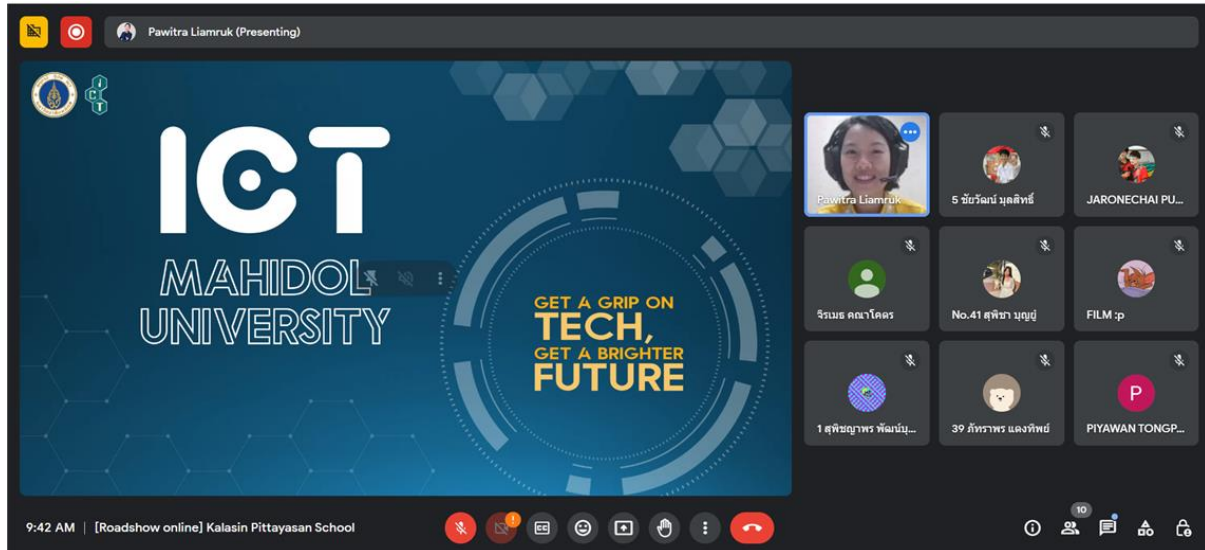 Pawitra Liamruk (Presenting)
ICT
ICT
MAHIDOL
UNIVERSITY
GET A GRIP ON
TECH,
GET A BRIGHTER
FUTURE
Pawitra Liamruk
5 ชัยวัฒน์ มุลสิทธิ์
JARONECHAI PU...
จิรเมธ คณาโคตร
No.41 สุพิชา บุญยู่
FILM :p
1 สุพิชญาพร พัฒน์บุ...
39 ภัทราพร แดงทิพย์
P
PIYAWAN TONGP...
9:42 AM | [Roadshow online] Kalasin Pittayasan School
CC
10